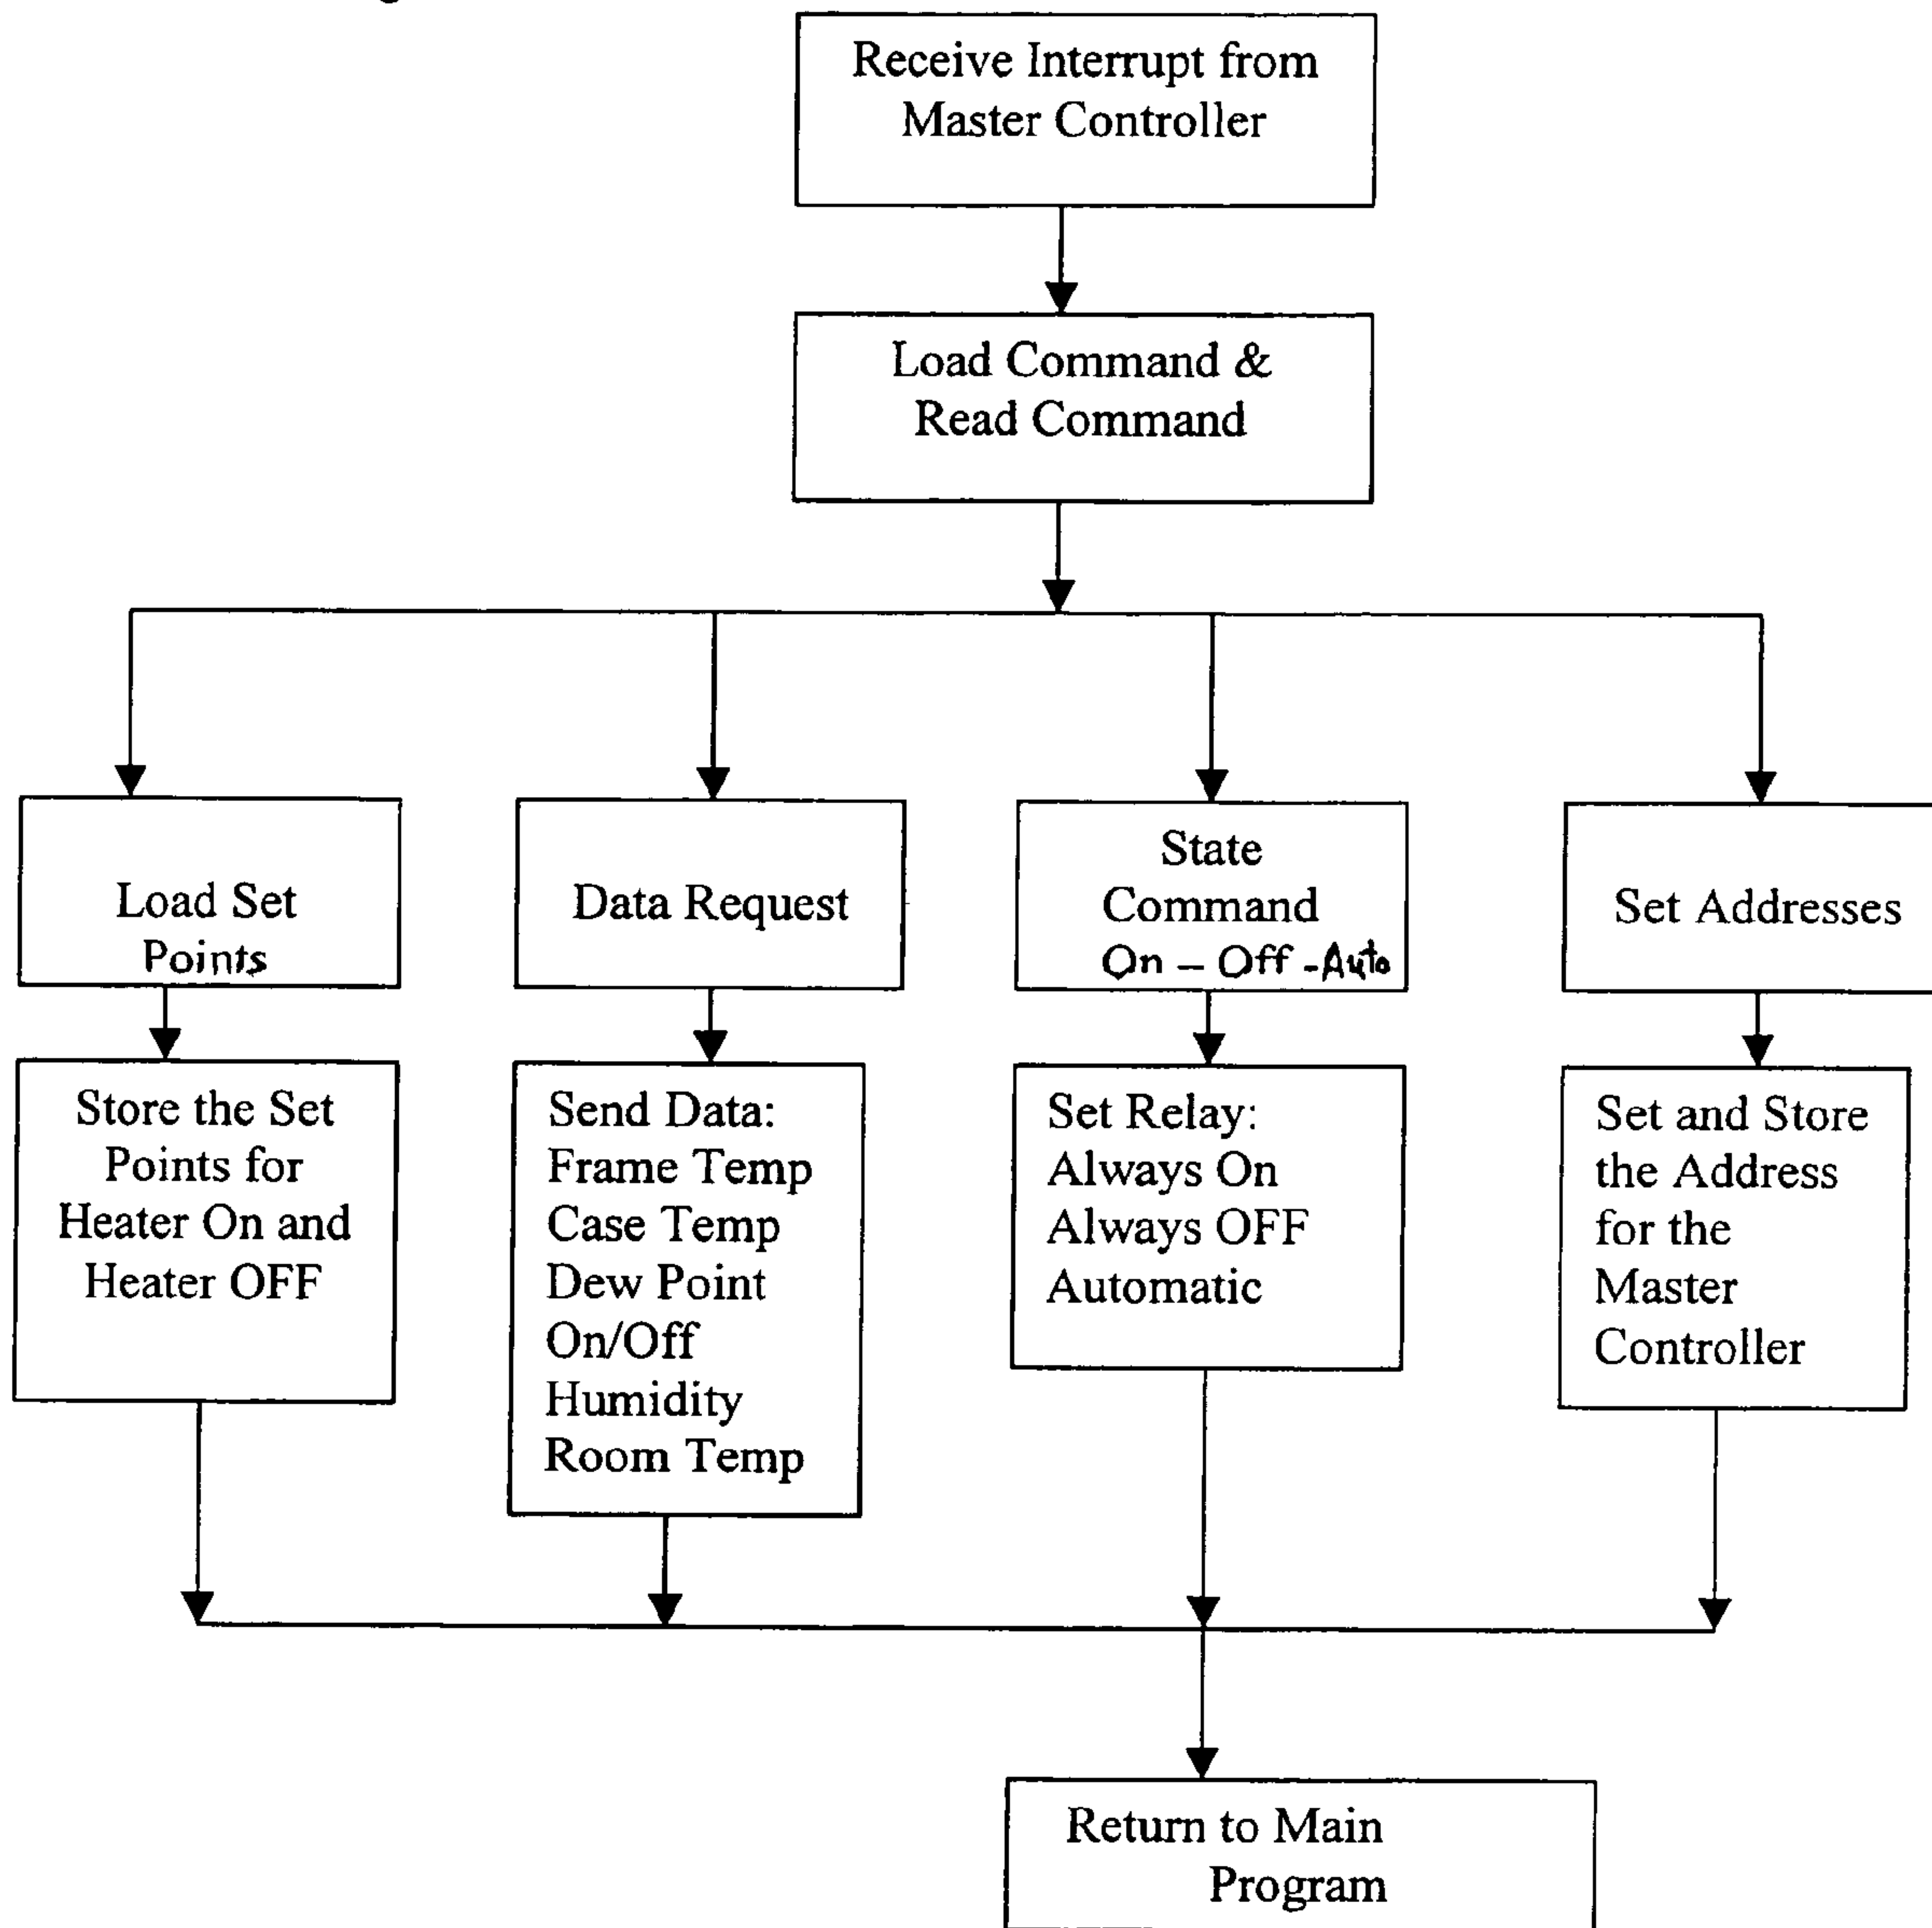 Receive Interrupt from
Master Controller
Load Command &
Read Command
Load Set
Points
Data Request
State
Command
On – Off -Auto
Set Addresses
Store the Set
Points for
Heater On and
Heater OFF
Send Data:
Frame Temp
Case Temp
Dew Point
On/Off
Humidity
Room Temp
Set Relay:
Always On
Always OFF
Automatic
Set and Store
the Address
for the
Master
Controller
Return to Main
Program